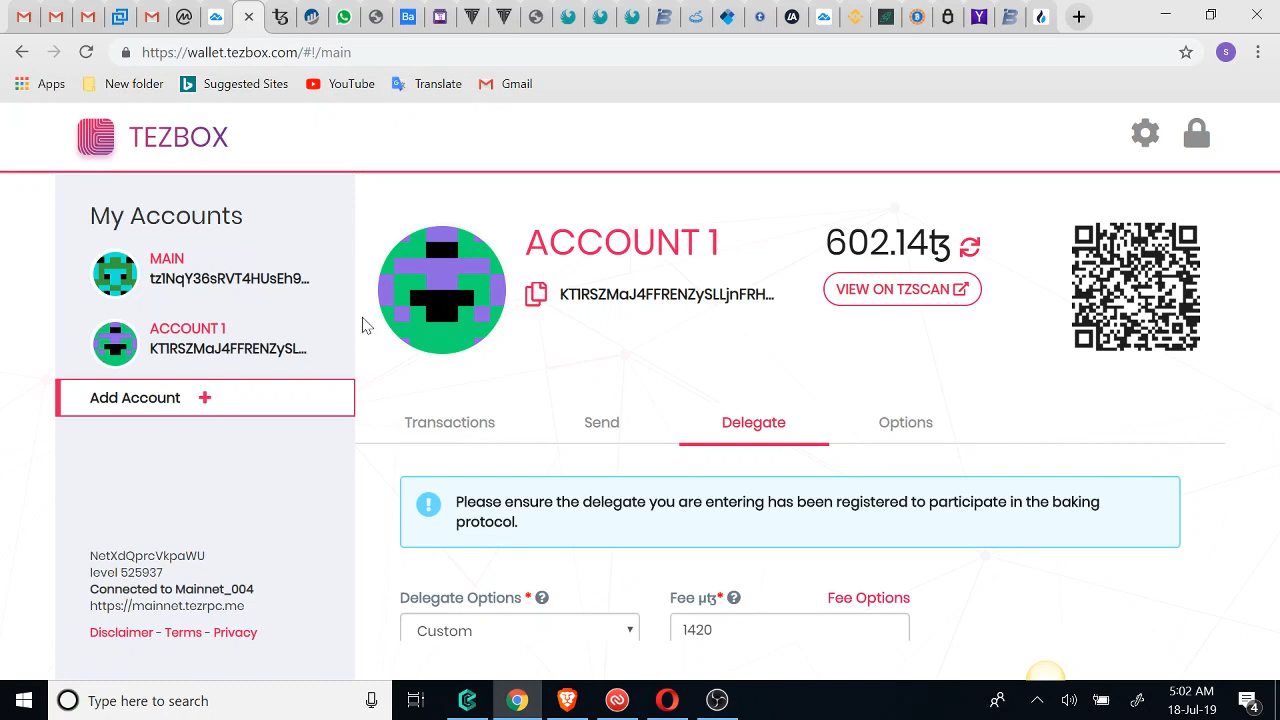 https://wallet.tezbox.com/#!/main
S
Apps
New folder
Suggested Sites
YouTube
Translate
Gmail
TEZBOX
My Accounts
MAIN
tz1NqY36sRVT4HUsEh9...
ACCOUNT 1
KT1RSZMaJ4FFRENZySL...
Add Account +
NetXdQprcVkpaWU
level 525937
Connected to Mainnet_004
https://mainnet.tezrpc.me
Disclaimer - Terms - Privacy
ACCOUNT 1
KT1RSZMaJ4FFRENZySLLjnFRH...
602.14ꜩ
VIEW ON TZSCAN
Transactions
Send
Delegate
Options
Please ensure the delegate you are entering has been registered to participate in the baking
protocol.
Delegate Options *
Custom
Fee µꜩ*
Fee Options
1420
Type here to search
5:02 AM
18-Jul-19
4